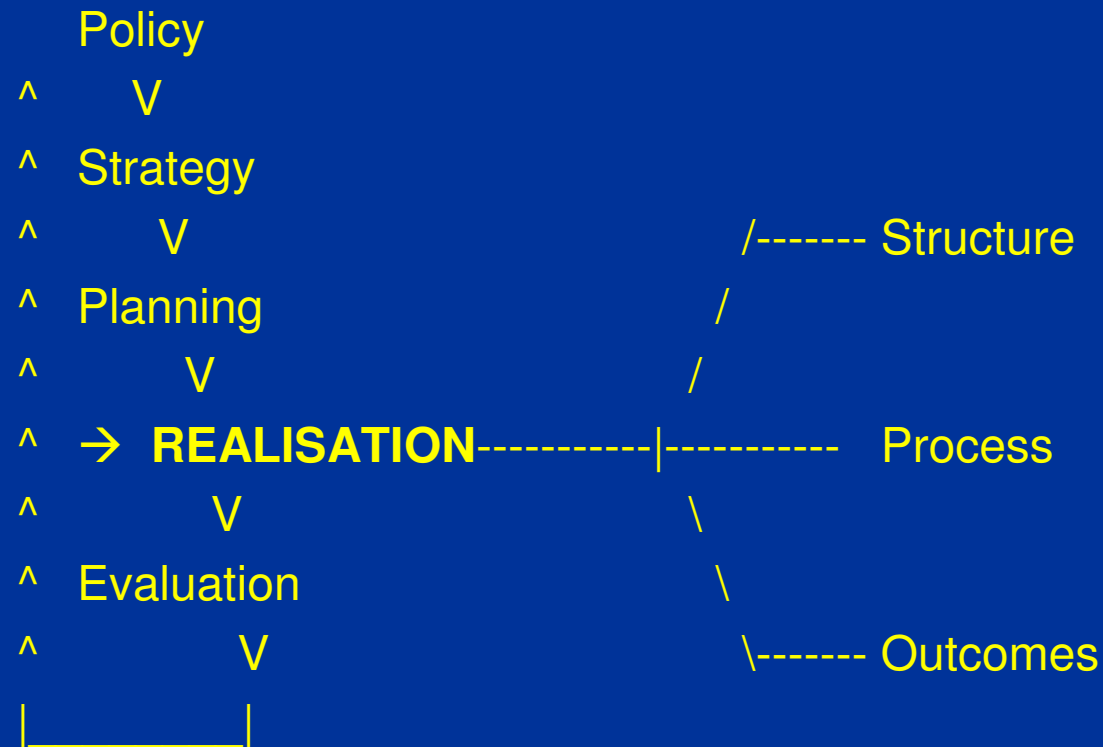 Policy
^ V
^ Strategy
^ V /------- Structure
^ Planning /
^ V /
^ → REALISATION-----------|----------- Process
^ V \
^ Evaluation \
^ V \------- Outcomes
|_________|